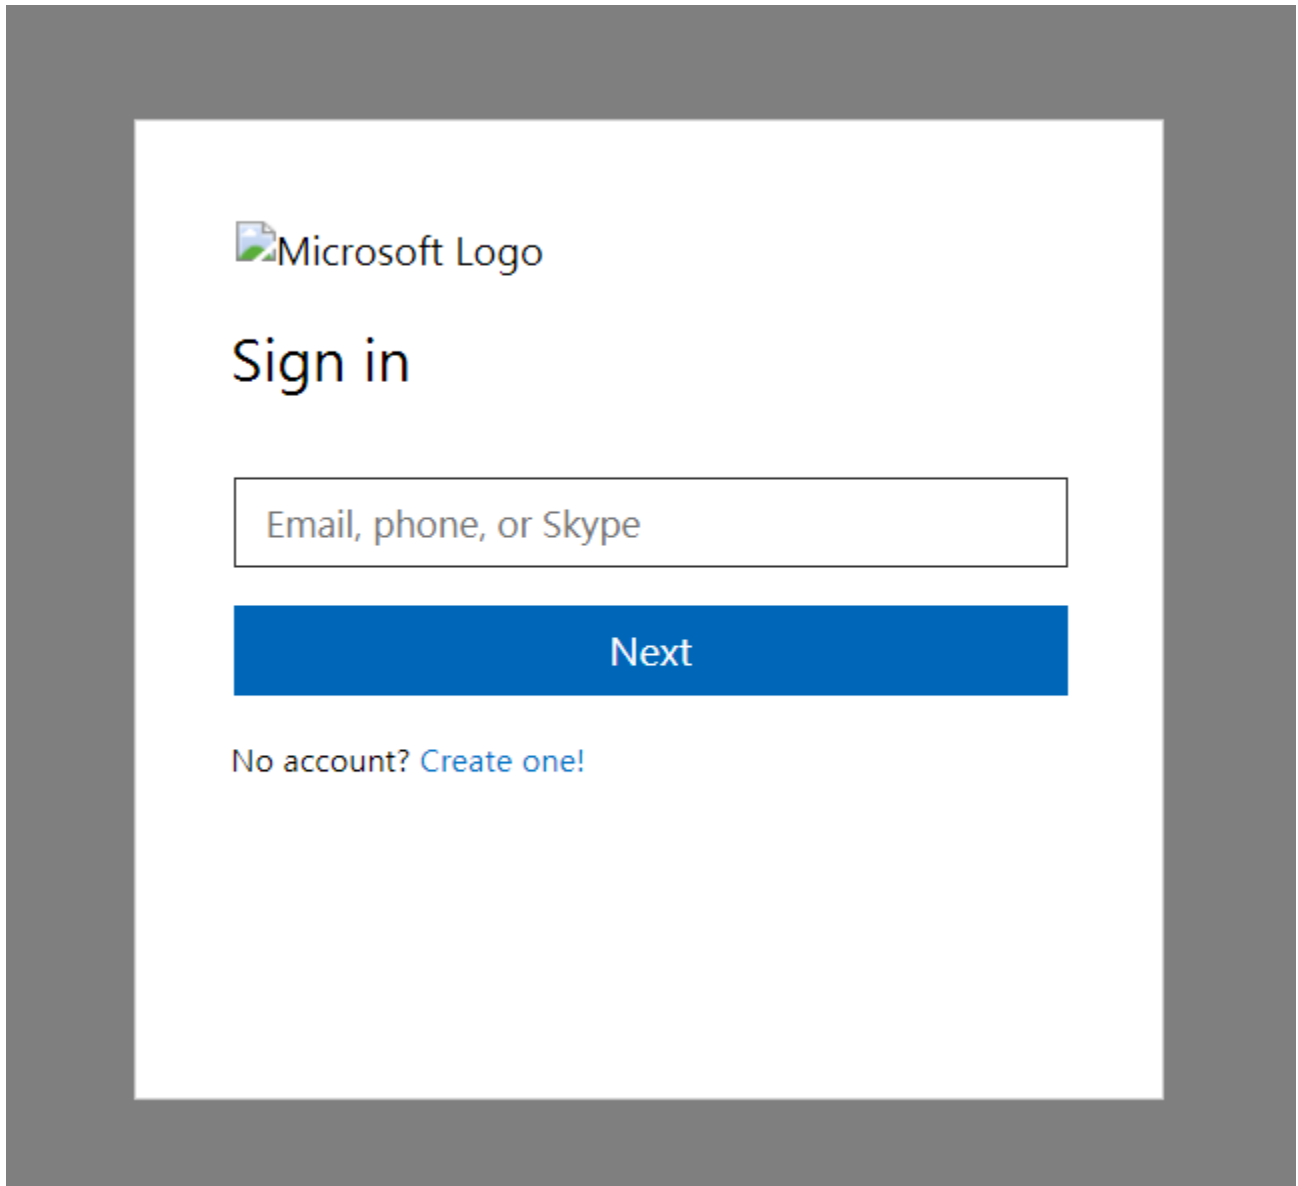 Microsoft Logo
Sign in
Email, phone, or Skype
Next
No account? Create one!